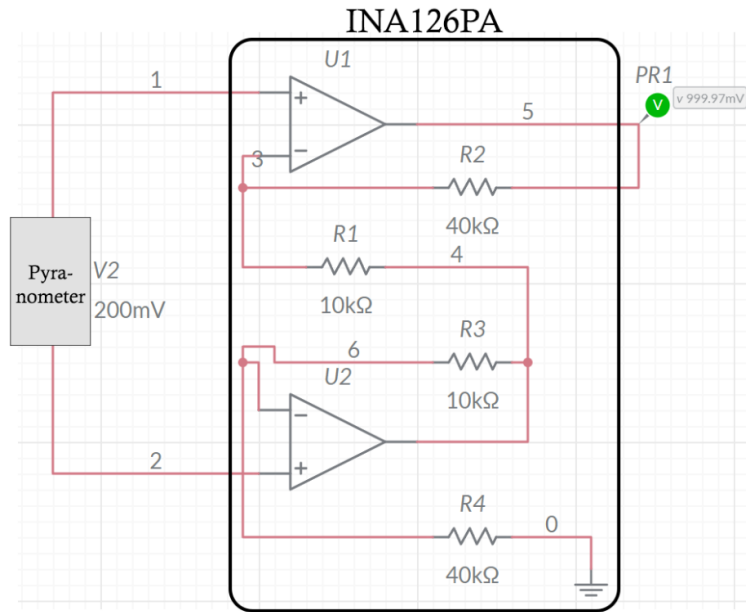 INA126PA
U1
1
+
PR1
V
v 999.97mV
5
−
3
R2
40kΩ
R1
4
10kΩ
Pyra-
nometer
V2
200mV
R3
6
10kΩ
U2
−
2
+
R4
0
40kΩ